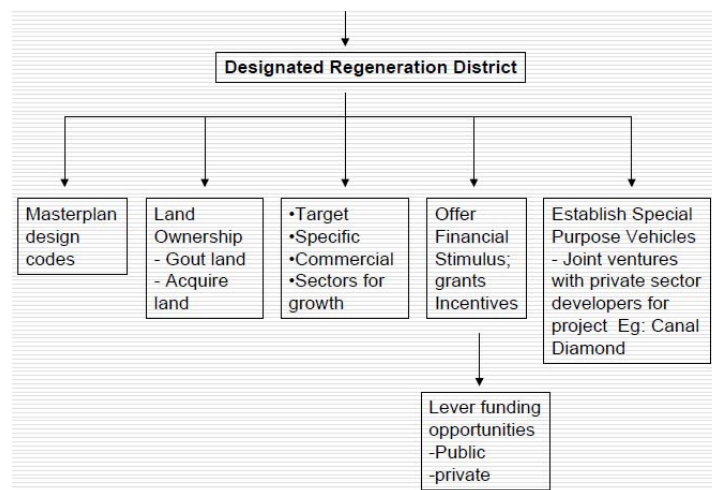 Designated Regeneration District
Masterplan
design
codes
Land
Ownership
- Gout land
- Acquire
land
•Target
•Specific
•Commercial
•Sectors for
growth
Offer
Financial
Stimulus;
grants
Incentives
Establish Special
Purpose Vehicles
- Joint ventures
with private sector
developers for
project Eg: Canal
Diamond
Lever funding
opportunities
-Public
-private